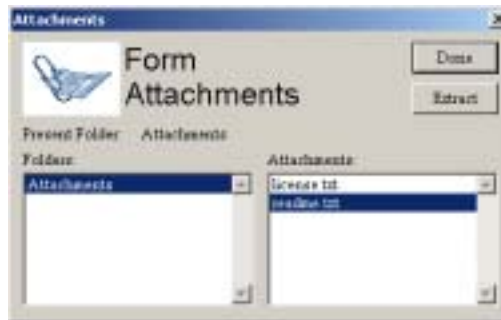 Attachments
Form
Attachments
Done
Extract
Present Folder Attachments
Folders
Attachments
Attachments
license.txt
readme.txt